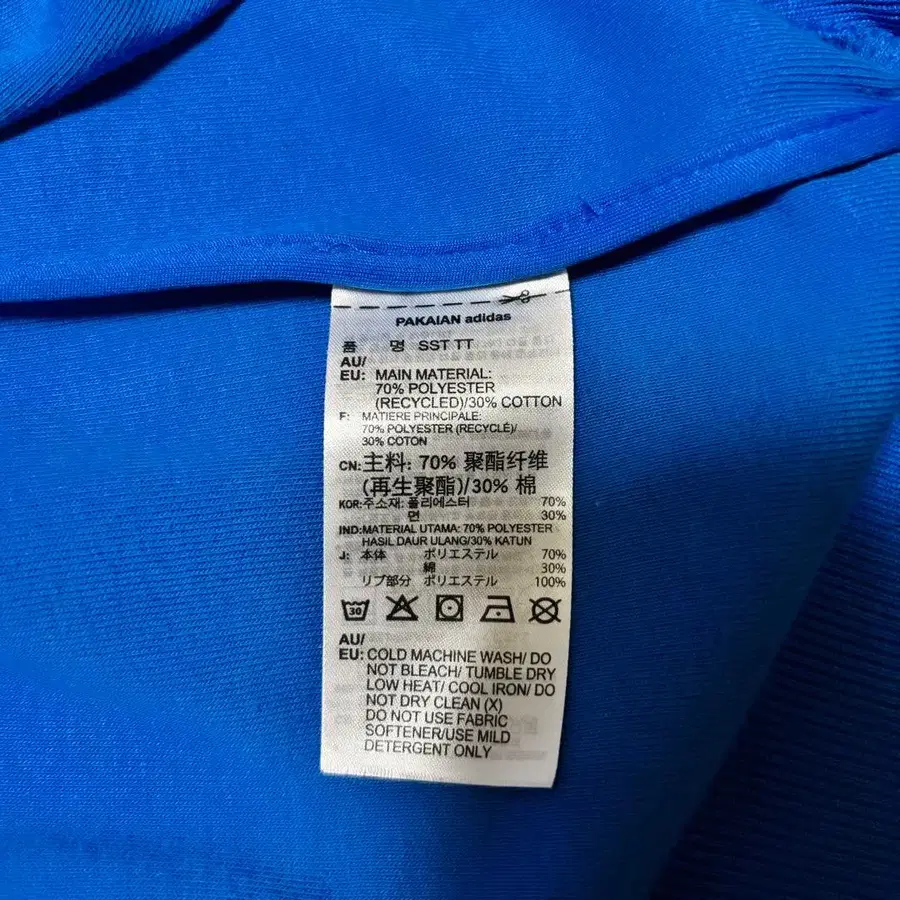 PAKAIAN adidas
품 명 SST TT
AU/
EU: MAIN MATERIAL:
70% POLYESTER
(RECYCLED)/30% COTTON
F: MATIERE PRINCIPALE:
70% POLYESTER (RECYCLÉ)/
30% COTON
CN: 主料: 70% 聚酯纤维
(再生聚酯)/30% 棉
KOR: 주소재: 폴리에스터 70%
면 30%
IND: MATERIAL UTAMA: 70% POLYESTER
HASIL DAUR ULANG/30% KATUN
J: 本体 ポリエステル 70%
綿 30%
リブ部分 ポリエステル 100%
30
AU/
EU: COLD MACHINE WASH/ DO
NOT BLEACH/ TUMBLE DRY
LOW HEAT/ COOL IRON/ DO
NOT DRY CLEAN (X)
DO NOT USE FABRIC
SOFTENER/USE MILD
DETERGENT ONLY